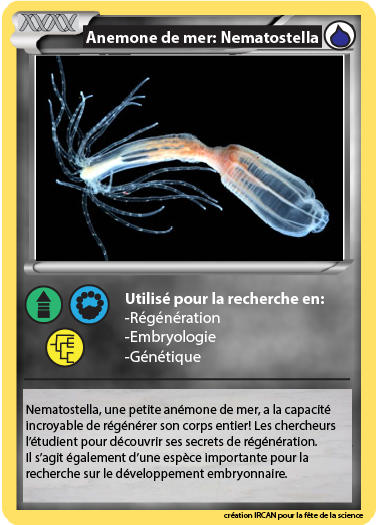 Anemone de mer: Nematostella
Utilisé pour la recherche en:
-Régénération
-Embryologie
-Génétique
Nematostella, une petite anémone de mer, a la capacité
incroyable de régénérer son corps entier! Les chercheurs
l'étudient pour découvrir ses secrets de régénération.
Il s'agit également d'une espèce importante pour la
recherche sur le développement embryonnaire.
création IRCAN pour la fête de la science